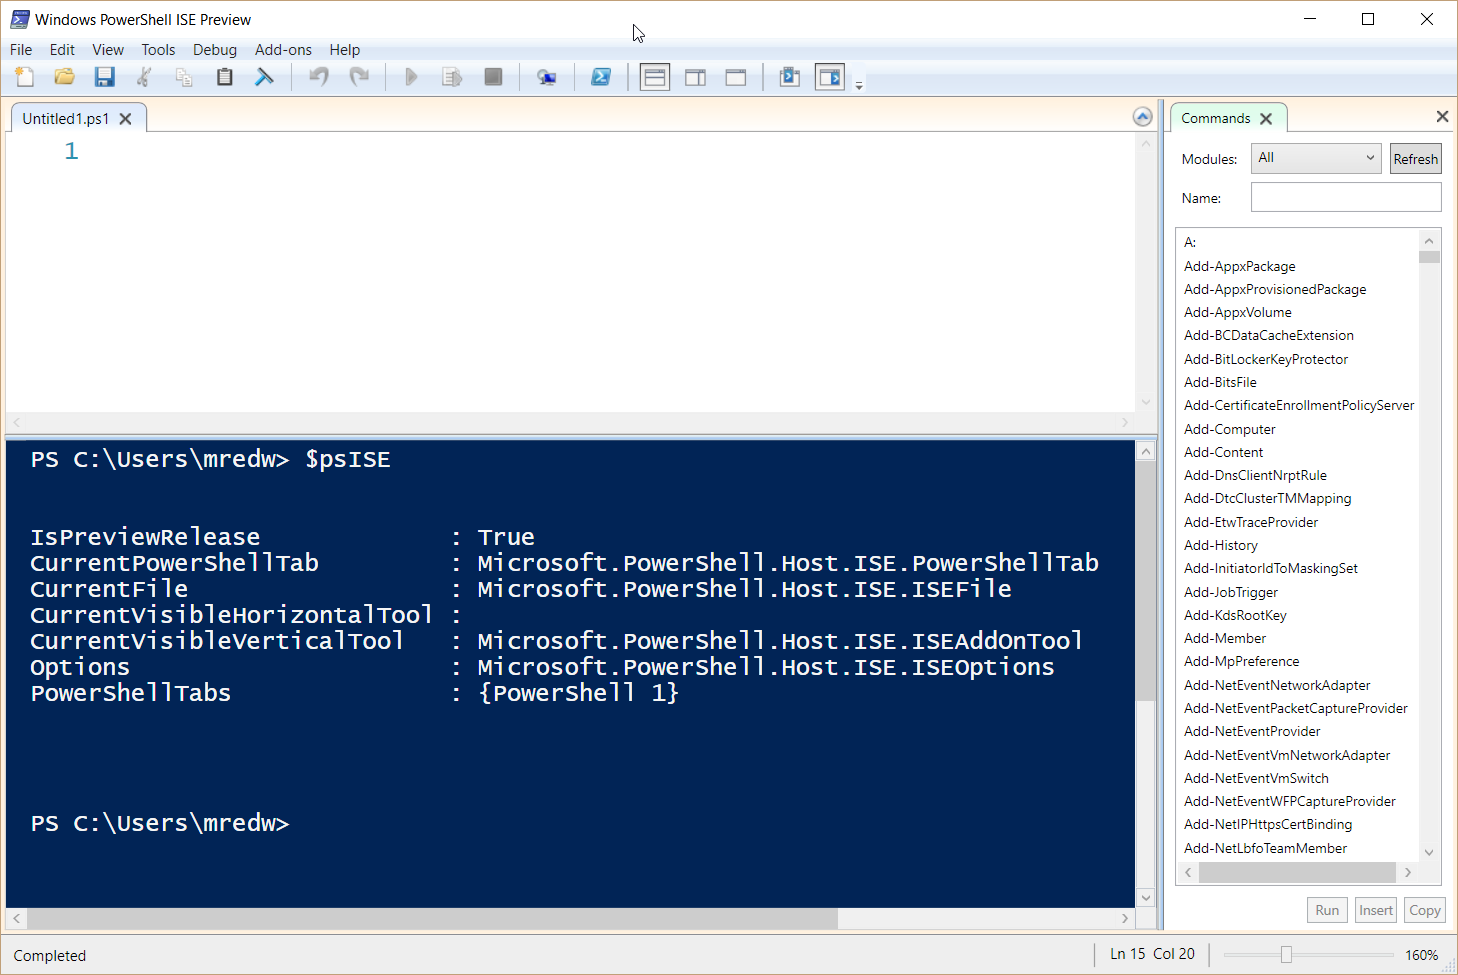 Windows PowerShell ISE Preview
File Edit View Tools Debug Add-ons Help
Untitled1.ps1
1
PS C:\Users\mredw> $psISE
IsPreviewRelease : True
CurrentPowerShellTab : Microsoft.PowerShell.Host.ISE.PowerShellTab
CurrentFile : Microsoft.PowerShell.Host.ISE.ISEFile
CurrentVisibleHorizontalTool :
CurrentVisibleVerticalTool : Microsoft.PowerShell.Host.ISE.ISEAddOnTool
Options : Microsoft.PowerShell.Host.ISE.ISEOptions
PowerShellTabs : {PowerShell 1}
PS C:\Users\mredw>
Commands
Modules: All Refresh
Name:
A:
Add-AppxPackage
Add-AppxProvisionedPackage
Add-AppxVolume
Add-BCDataCacheExtension
Add-BitLockerKeyProtector
Add-BitsFile
Add-CertificateEnrollmentPolicyServer
Add-Computer
Add-Content
Add-DnsClientNrptRule
Add-DtcClusterTMMapping
Add-EtwTraceProvider
Add-History
Add-InitiatorIdToMaskingSet
Add-JobTrigger
Add-KdsRootKey
Add-Member
Add-MpPreference
Add-NetEventNetworkAdapter
Add-NetEventPacketCaptureProvider
Add-NetEventProvider
Add-NetEventVmNetworkAdapter
Add-NetEventVmSwitch
Add-NetEventWFPCaptureProvider
Add-NetIPHttpsCertBinding
Add-NetLbfoTeamMember
Run Insert Copy
Completed
Ln 15 Col 20
160%